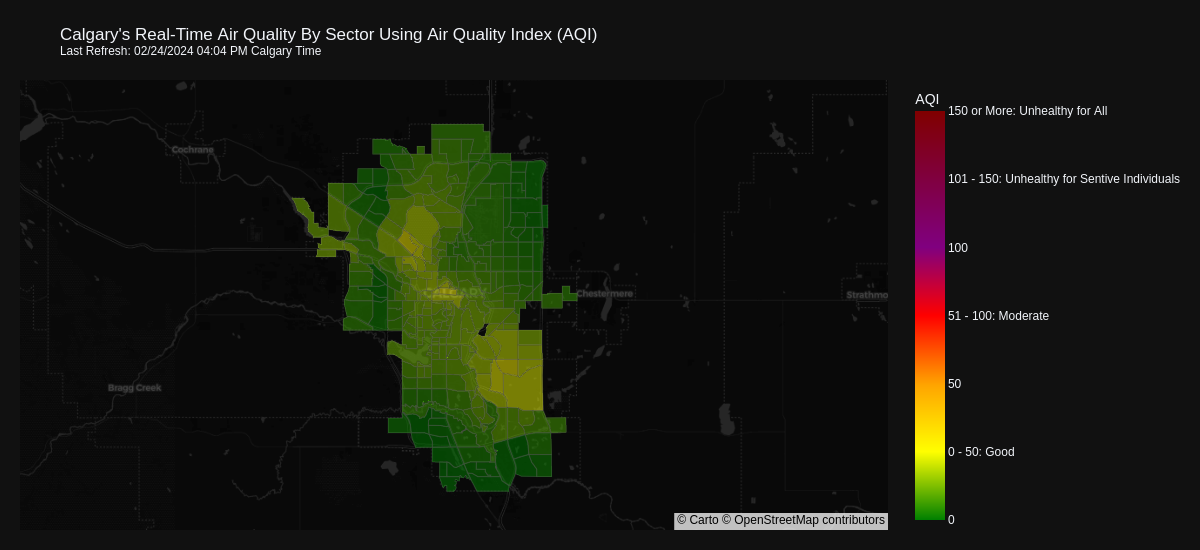 Calgary's Real-Time Air Quality By Sector Using Air Quality Index (AQI)
Last Refresh: 02/24/2024 04:04 PM Calgary Time
AQI
150 or More: Unhealthy for All
101 - 150: Unhealthy for Sentive Individuals
100
51 - 100: Moderate
50
0 - 50: Good
0
Cochrane
CALGARY
Chestermere
Strathmo
Bragg Creek
© Carto © OpenStreetMap contributors